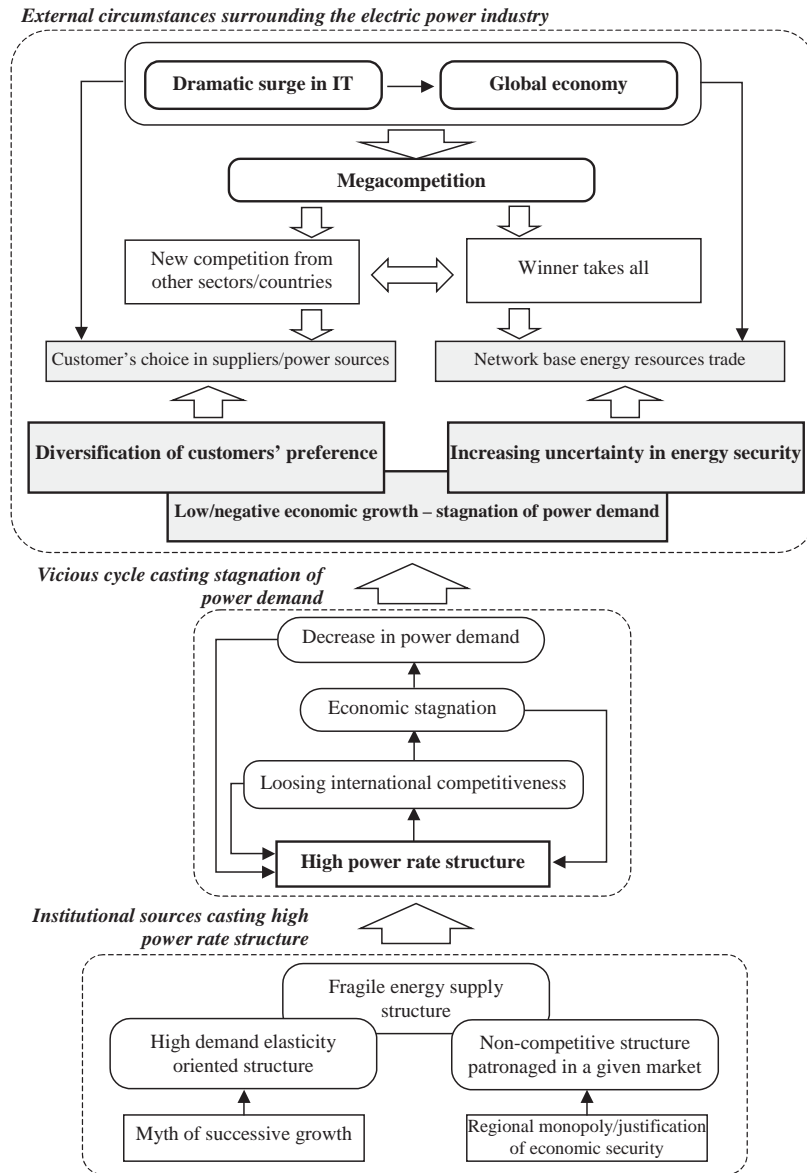 External circumstances surrounding the electric power industry
Dramatic surge in IT
Global economy
Megacompetition
New competition from
other sectors/countries
Winner takes all
Customer's choice in suppliers/power sources
Network base energy resources trade
Diversification of customers' preference
Increasing uncertainty in energy security
Low/negative economic growth – stagnation of power demand
Vicious cycle casting stagnation of
power demand
Decrease in power demand
Economic stagnation
Loosing international competitiveness
High power rate structure
Institutional sources casting high
power rate structure
Fragile energy supply
structure
High demand elasticity
oriented structure
Non-competitive structure
patronaged in a given market
Myth of successive growth
Regional monopoly/justification
of economic security